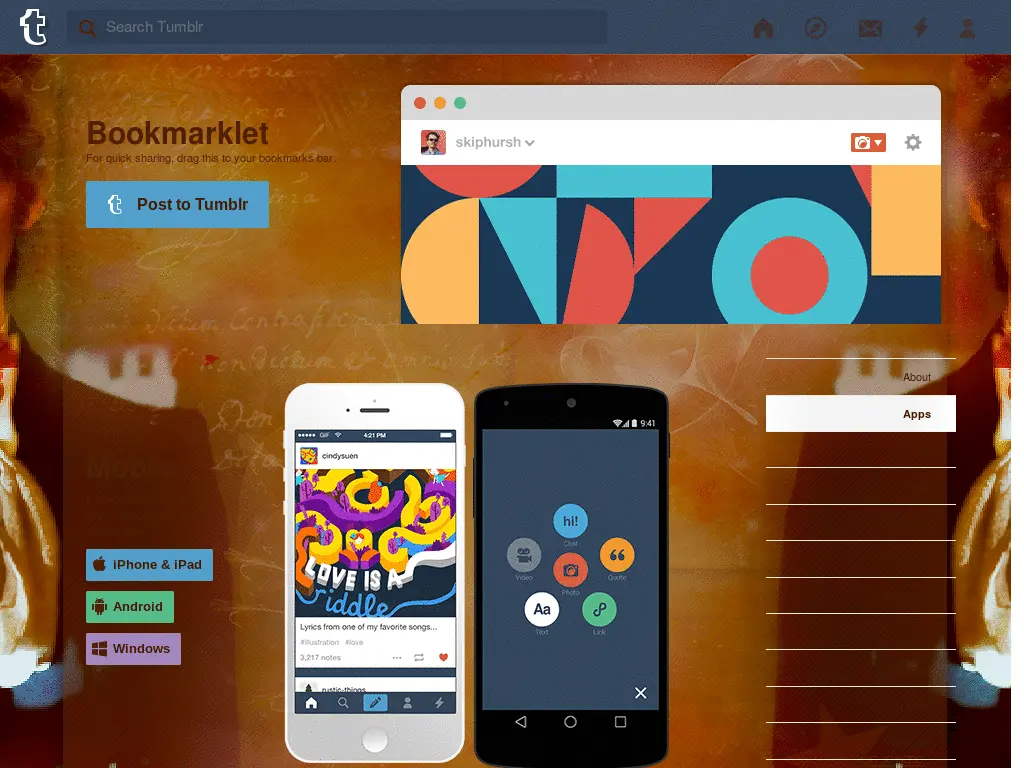 Search Tumblr
Bookmarklet
For quick sharing, drag this to your bookmarks bar:
Post to Tumblr
skiphursh
About
Apps
4:21 PM
cindysuen
LOVE IS A
riddle
Lyrics from one of my favorite songs...
#illustration #love
3,217 notes
rustic-things
9:41
hi!
Chat
Video
Quote
Photo
Aa
Text
Link
iPhone & iPad
Android
Windows